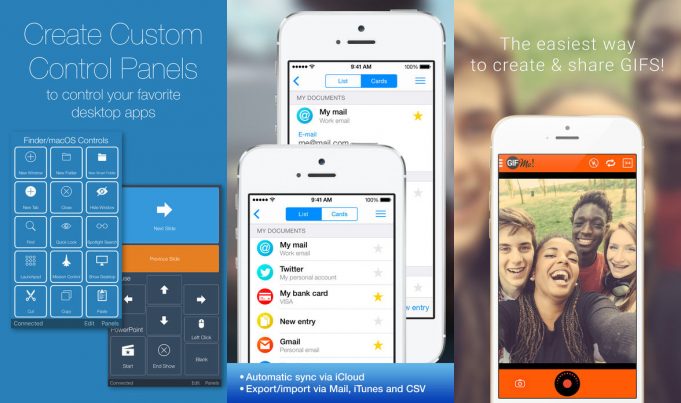 Create Custom
Control Panels
to control your favorite
desktop apps
Finder/macOS Controls
New Window
New Folder
New Smart Folder
New Tab
Close
Hide Window
Find
Quick Look
Spotlight Search
Launchpad
Mission Control
Show Desktop
Cut
Copy
Paste
Connected
Edit
Panels
Next Slide
Previous Slide
PowerPoint
Left Click
Start
End Show
Blank
Connected
Edit
Panels
9:41 AM
100%
List
Cards
MY DOCUMENTS
My mail
Work email
E-mail
me@mail.com
9:41 AM
100%
List
Cards
MY DOCUMENTS
My mail
Work email
Twitter
My personal account
My bank card
VISA
New entry
Gmail
Personal email
w entry
• Automatic sync via iCloud
• Export/import via Mail, iTunes and CSV
The easiest way
to create & share GIFS!
GIF Me!